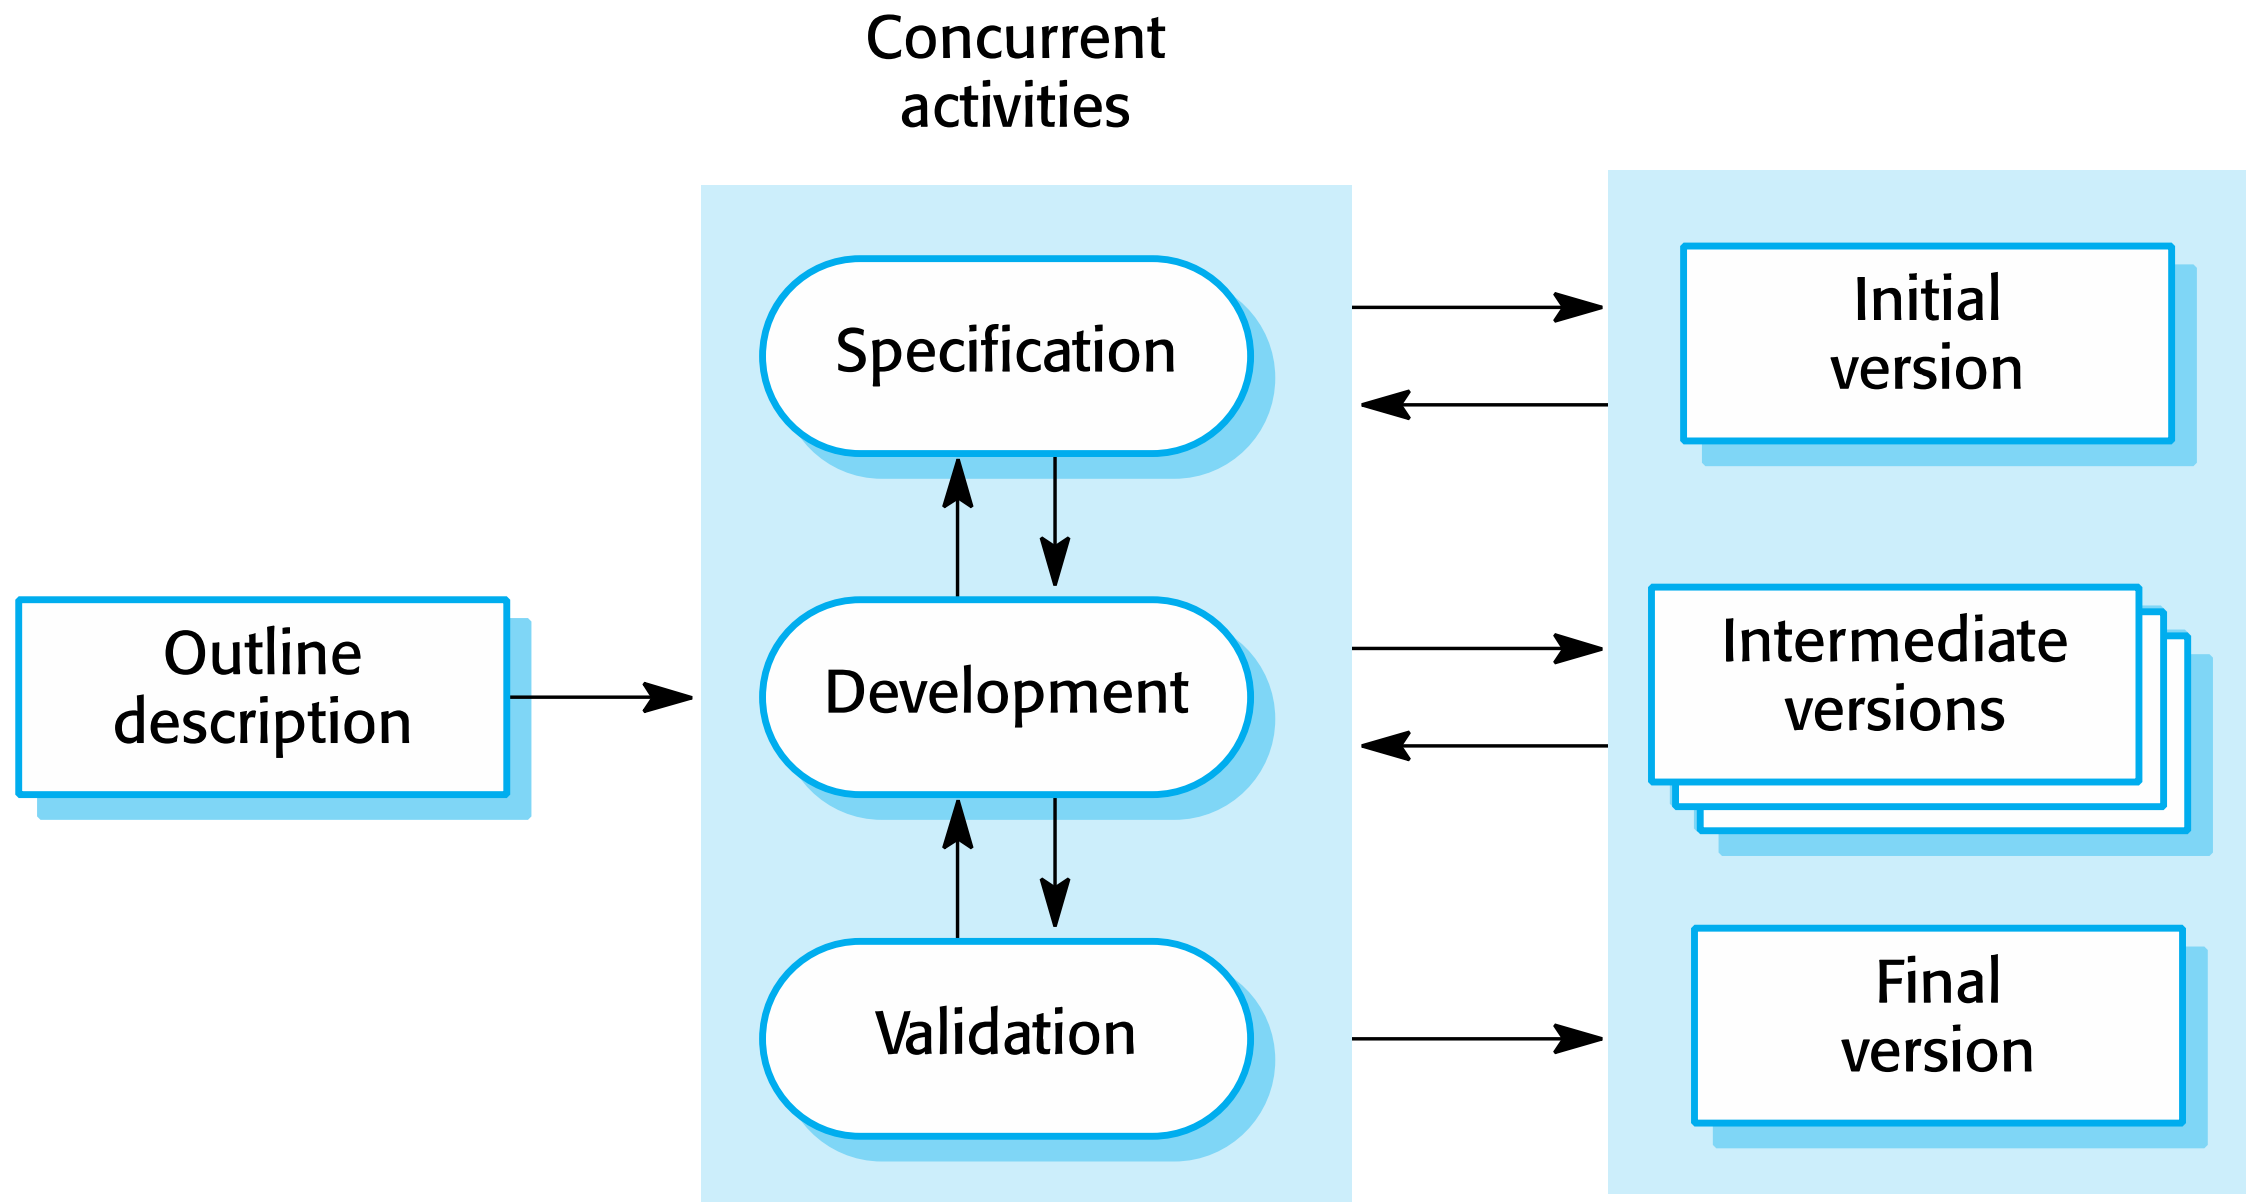 Concurrent
activities
Outline
description
Specification
Development
Validation
Initial
version
Intermediate
versions
Final
version